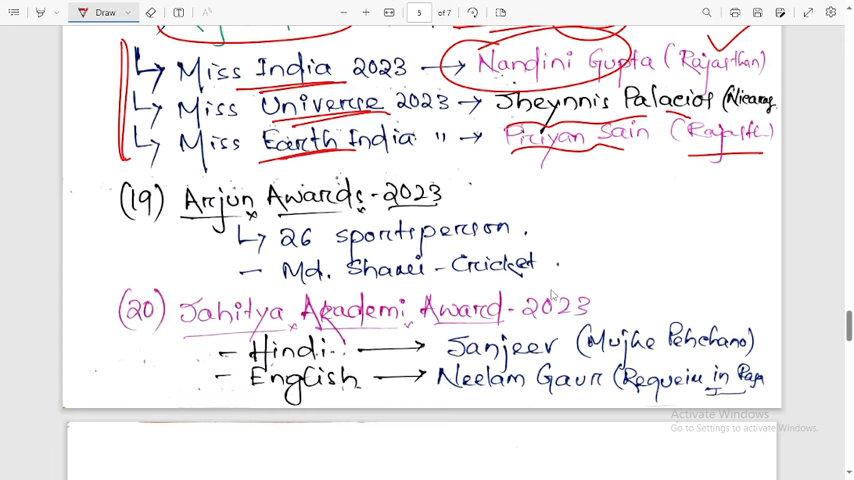 5 of 7
Draw
Miss India 2023 → Nandini Gupta (Rajasthan)
Miss Universe 2023 → Sheynnis Palacios (Nicarag
Miss Earth India " → Priyan Sain (Rajasth)
(19) Arjun Awards - 2023
↳ 26 sportsperson.
- Md. Shami - Cricket
(20) Sahitya Akademi Award - 2023
- Hindi → Sanjeev (Mujhe Pehchano)
- English → Neelam Gaur (Requiem in Raga
Activate Windows
Go to Settings to activate Windows.